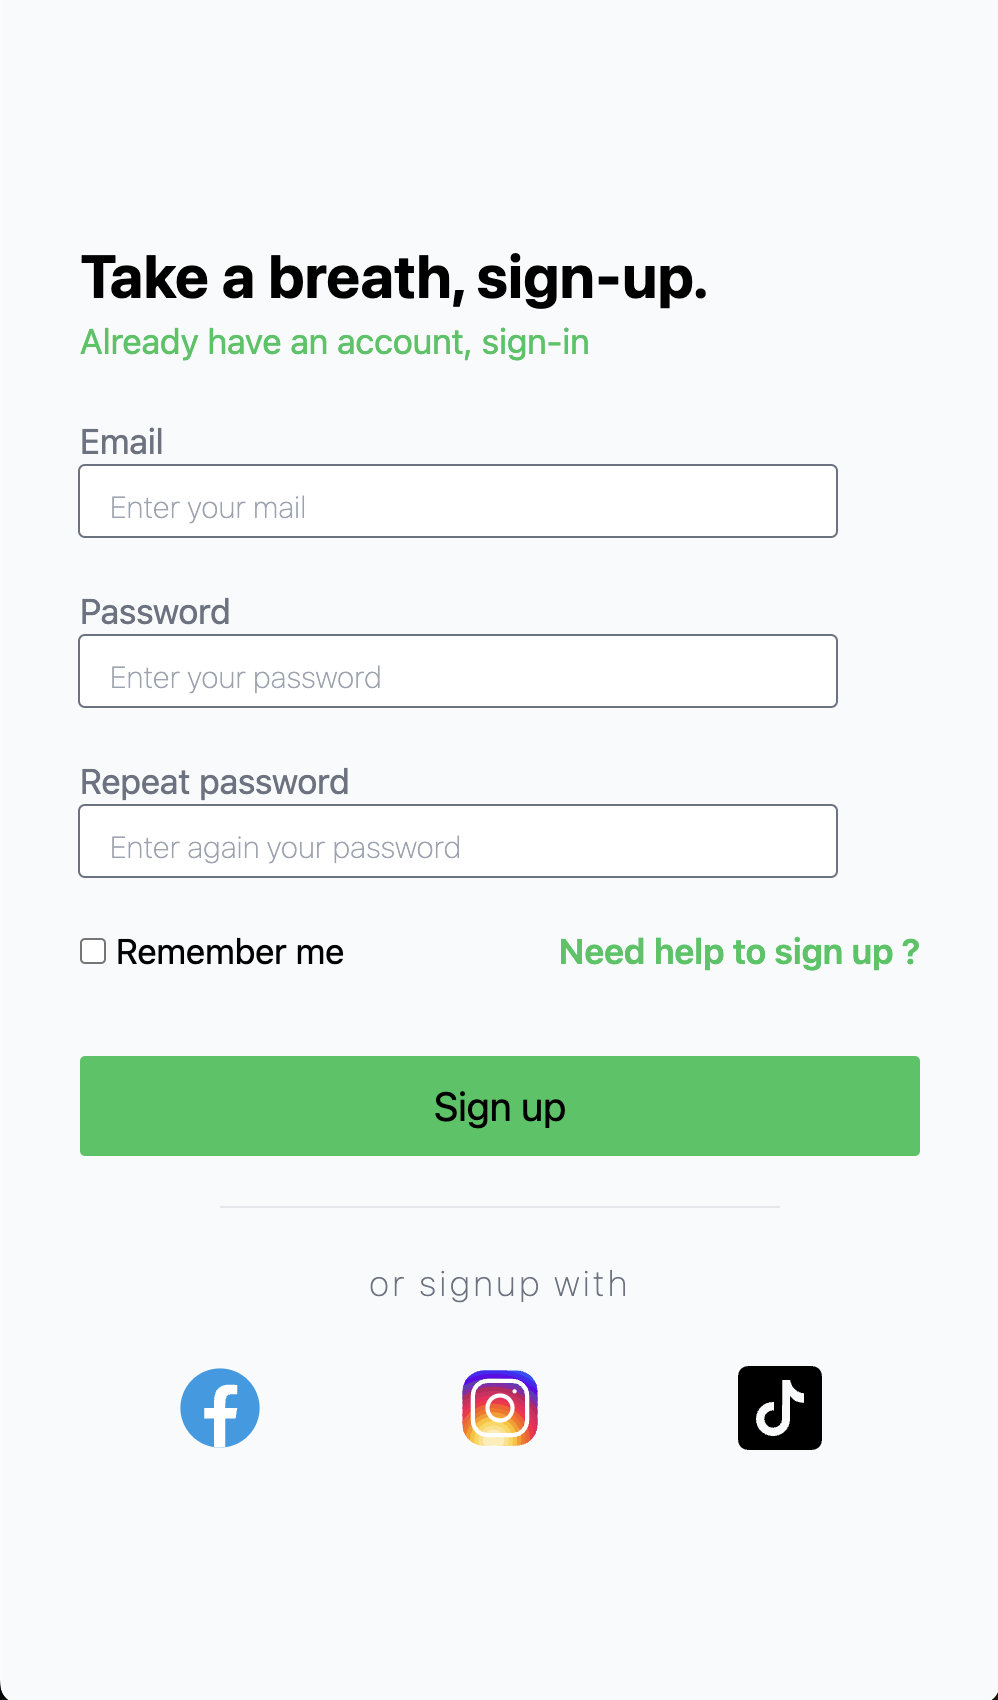 Take a breath, sign-up.
Already have an account, sign-in
Email
Enter your mail
Password
Enter your password
Repeat password
Enter again your password
Remember me
Need help to sign up ?
Sign up
or signup with